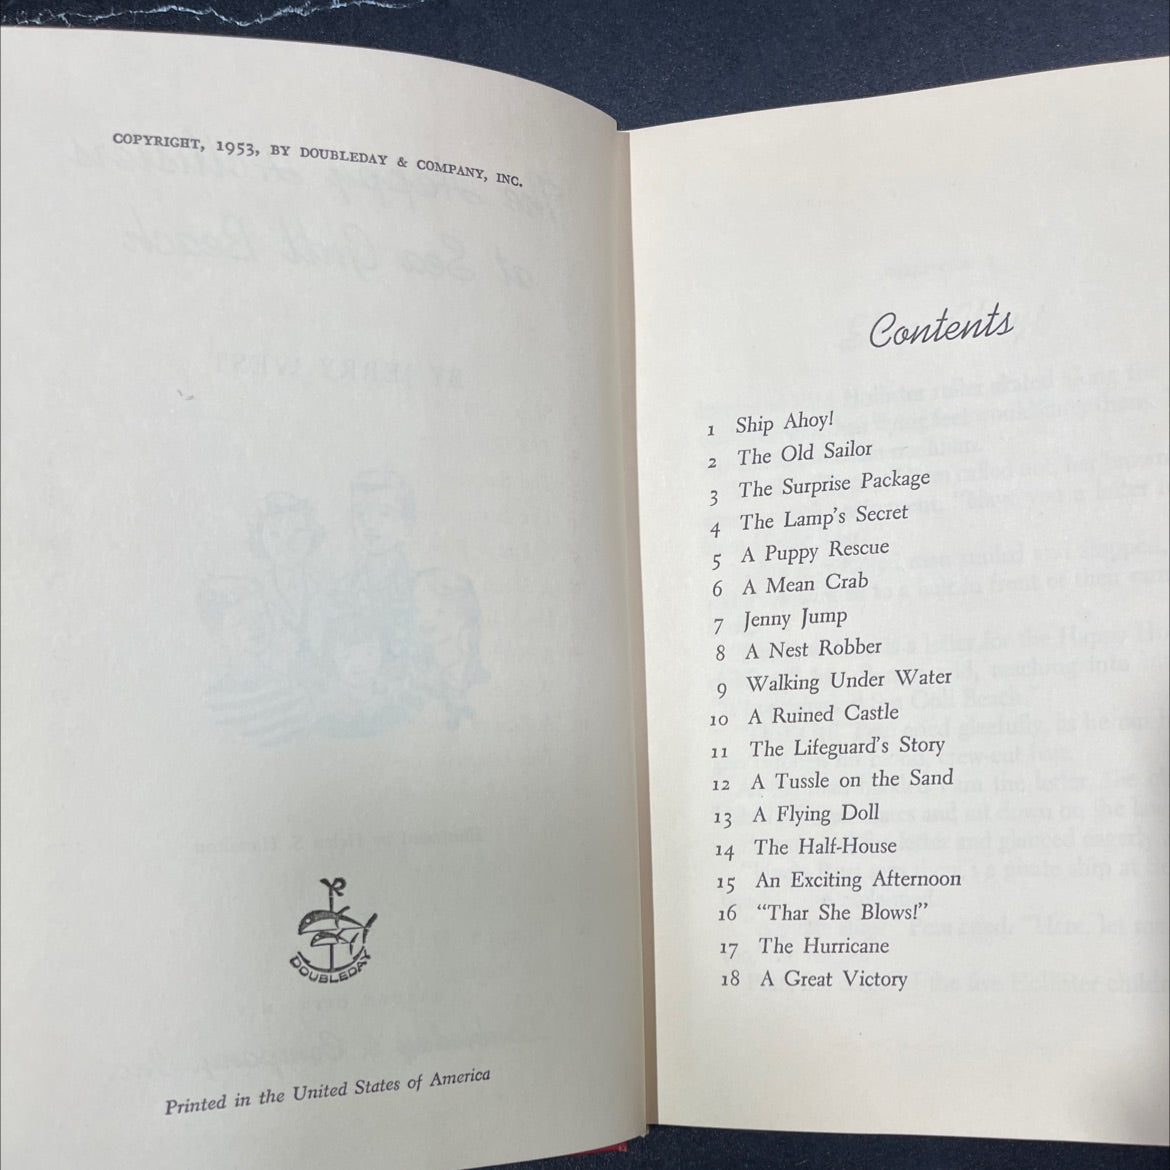 COPYRIGHT, 1953, BY DOUBLEDAY & COMPANY, INC.
DOUBLEDAY
Printed in the United States of America
Contents
1 Ship Ahoy!
2 The Old Sailor
3 The Surprise Package
4 The Lamp's Secret
5 A Puppy Rescue
6 A Mean Crab
7 Jenny Jump
8 A Nest Robber
9 Walking Under Water
10 A Ruined Castle
11 The Lifeguard's Story
12 A Tussle on the Sand
13 A Flying Doll
14 The Half-House
15 An Exciting Afternoon
16 "Thar She Blows!"
17 The Hurricane
18 A Great Victory